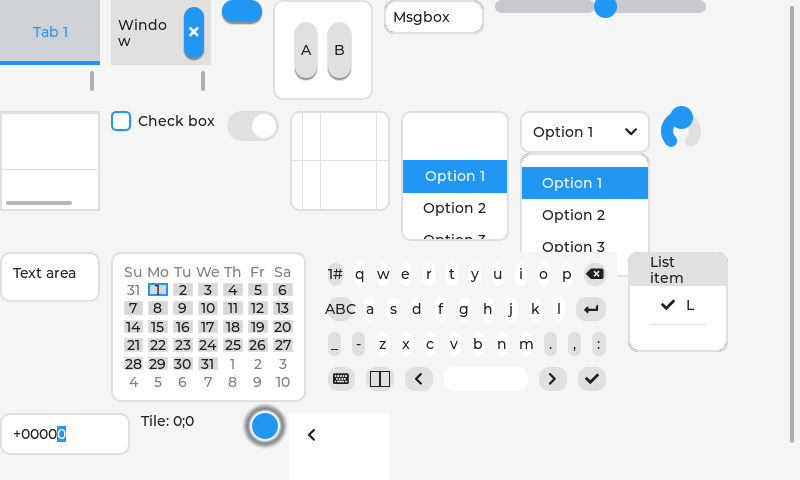 Tab 1
Windo
w
A B
Msgbox
Check box
Option 1
Option 2
Option 3
Option 1
Option 1
Option 2
Option 3
Text area
Su Mo Tu We Th Fr Sa
31 1 2 3 4 5 6
7 8 9 10 11 12 13
14 15 16 17 18 19 20
21 22 23 24 25 26 27
28 29 30 31 1 2 3
4 5 6 7 8 9 10
1# q w e r t y u i o p
ABC a s d f g h j k l
_ - z x c v b n m . , :
List
item
L
+00000
Tile: 0;0